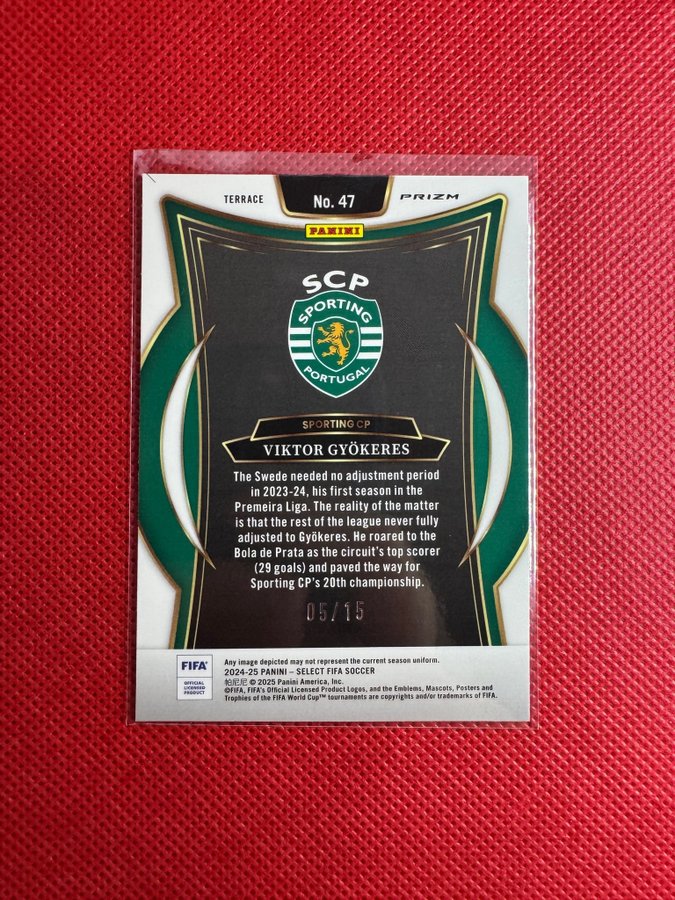 TERRACE
No. 47
PRIZM
PANINI
SCP
SPORTING
PORTUGAL
SPORTING CP
VIKTOR GYÖKERES
The Swede needed no adjustment period
in 2023-24, his first season in the
Premeira Liga. The reality of the matter
is that the rest of the league never fully
adjusted to Gyökeres. He roared to the
Bola de Prata as the circuit's top scorer
(29 goals) and paved the way for
Sporting CP's 20th championship.
05/15
FIFA®
OFFICIAL
LICENSED
PRODUCT
Any image depicted may not represent the current season uniform.
2024-25 PANINI – SELECT FIFA SOCCER
帕尼尼 © 2025 Panini America, Inc.
©FIFA, FIFA's Official Licensed Product Logos, and the Emblems, Mascots, Posters and
Trophies of the FIFA World Cup™ tournaments are copyrights and/or trademarks of FIFA.